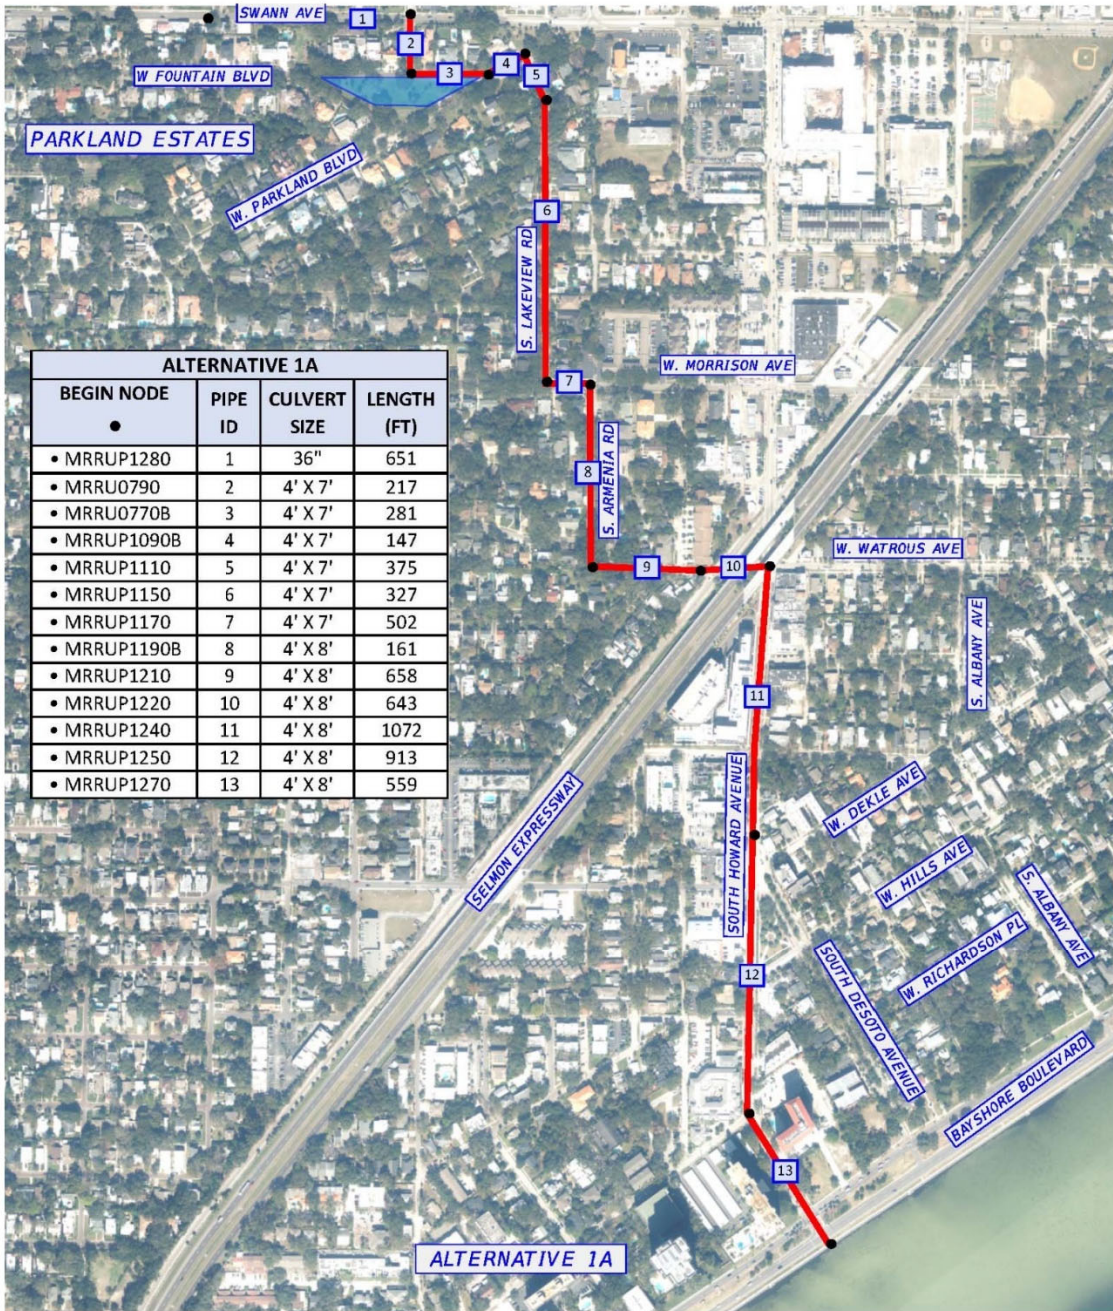 SWANN AVE
1
2
W FOUNTAIN BLVD
3
4
5
PARKLAND ESTATES
W. PARKLAND BLVD
6
S. LAKEVIEW RD
W. MORRISON AVE
7
8
S. ARMENIA RD
W. WATROUS AVE
9
10
S. ALBANY AVE
11
ALTERNATIVE 1A
BEGIN NODE ● PIPE ID CULVERT SIZE LENGTH (FT)
• MRRUP1280 1 36" 651
• MRRU0790 2 4' X 7' 217
• MRRU0770B 3 4' X 7' 281
• MRRUP1090B 4 4' X 7' 147
• MRRUP1110 5 4' X 7' 375
• MRRUP1150 6 4' X 7' 327
• MRRUP1170 7 4' X 7' 502
• MRRUP1190B 8 4' X 8' 161
• MRRUP1210 9 4' X 8' 658
• MRRUP1220 10 4' X 8' 643
• MRRUP1240 11 4' X 8' 1072
• MRRUP1250 12 4' X 8' 913
• MRRUP1270 13 4' X 8' 559
SELMON EXPRESSWAY
SOUTH HOWARD AVENUE
W. DEKLE AVE
W. HILLS AVE
S. ALBANY AVE
W. RICHARDSON PL
12
SOUTH DESOTO AVENUE
BAYSHORE BOULEVARD
13
ALTERNATIVE 1A